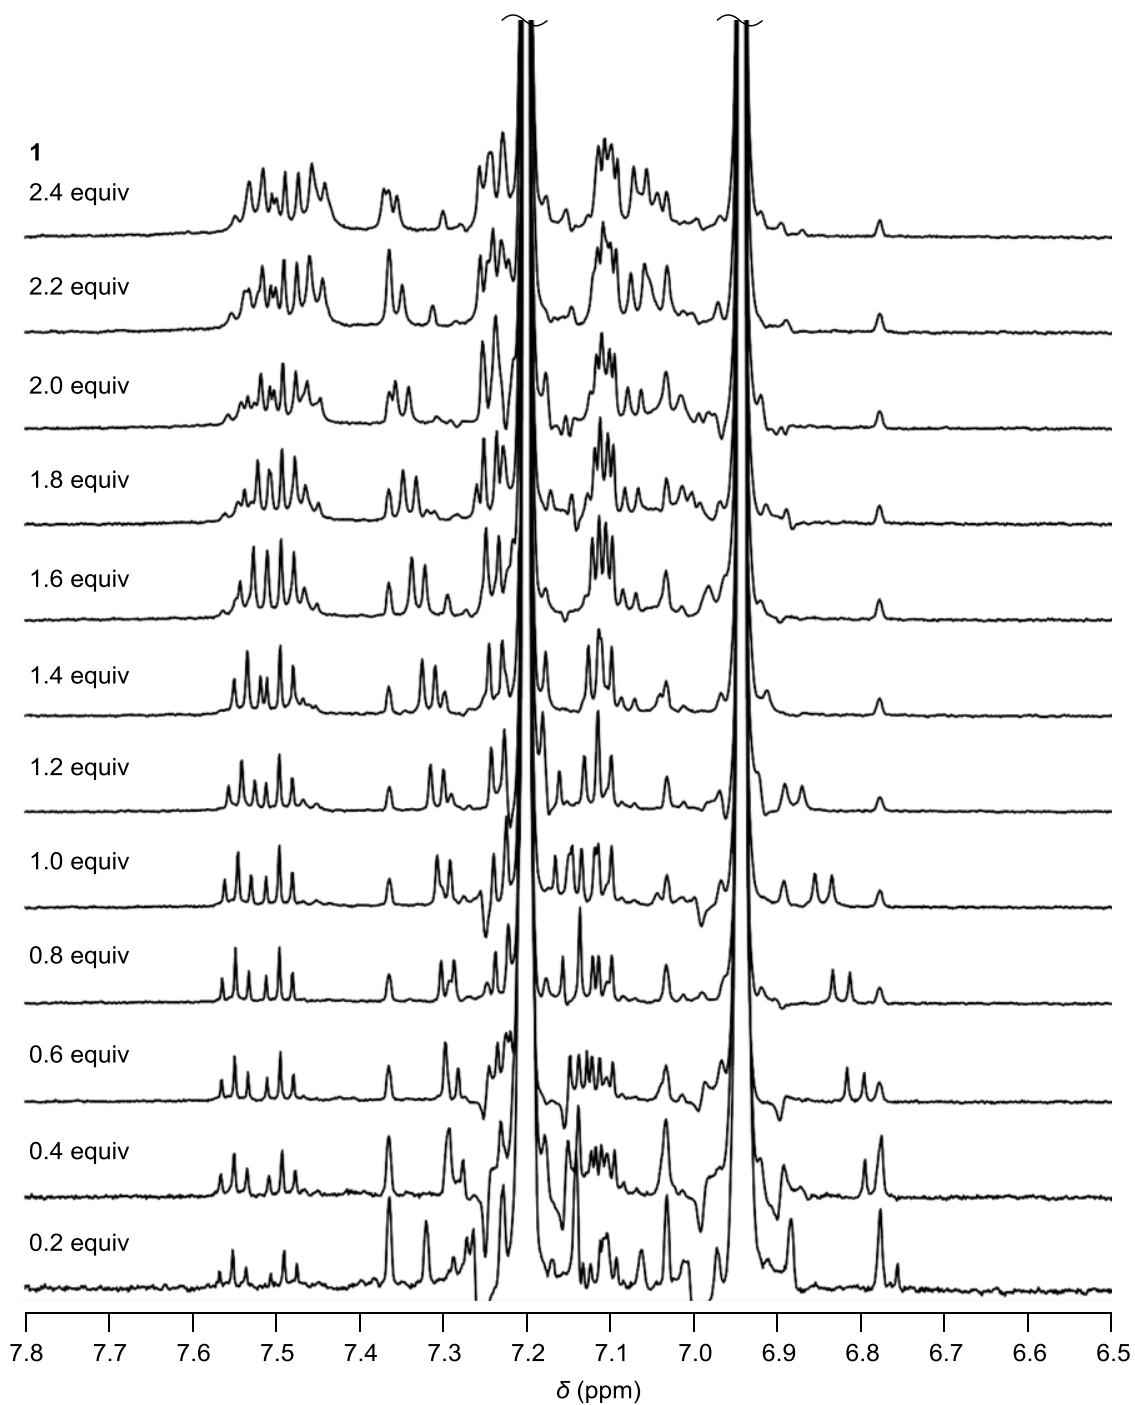 1
2.4 equiv
2.2 equiv
2.0 equiv
1.8 equiv
1.6 equiv
1.4 equiv
1.2 equiv
1.0 equiv
0.8 equiv
0.6 equiv
0.4 equiv
0.2 equiv
7.8 7.7 7.6 7.5 7.4 7.3 7.2 7.1 7.0 6.9 6.8 6.7 6.6 6.5
δ (ppm)